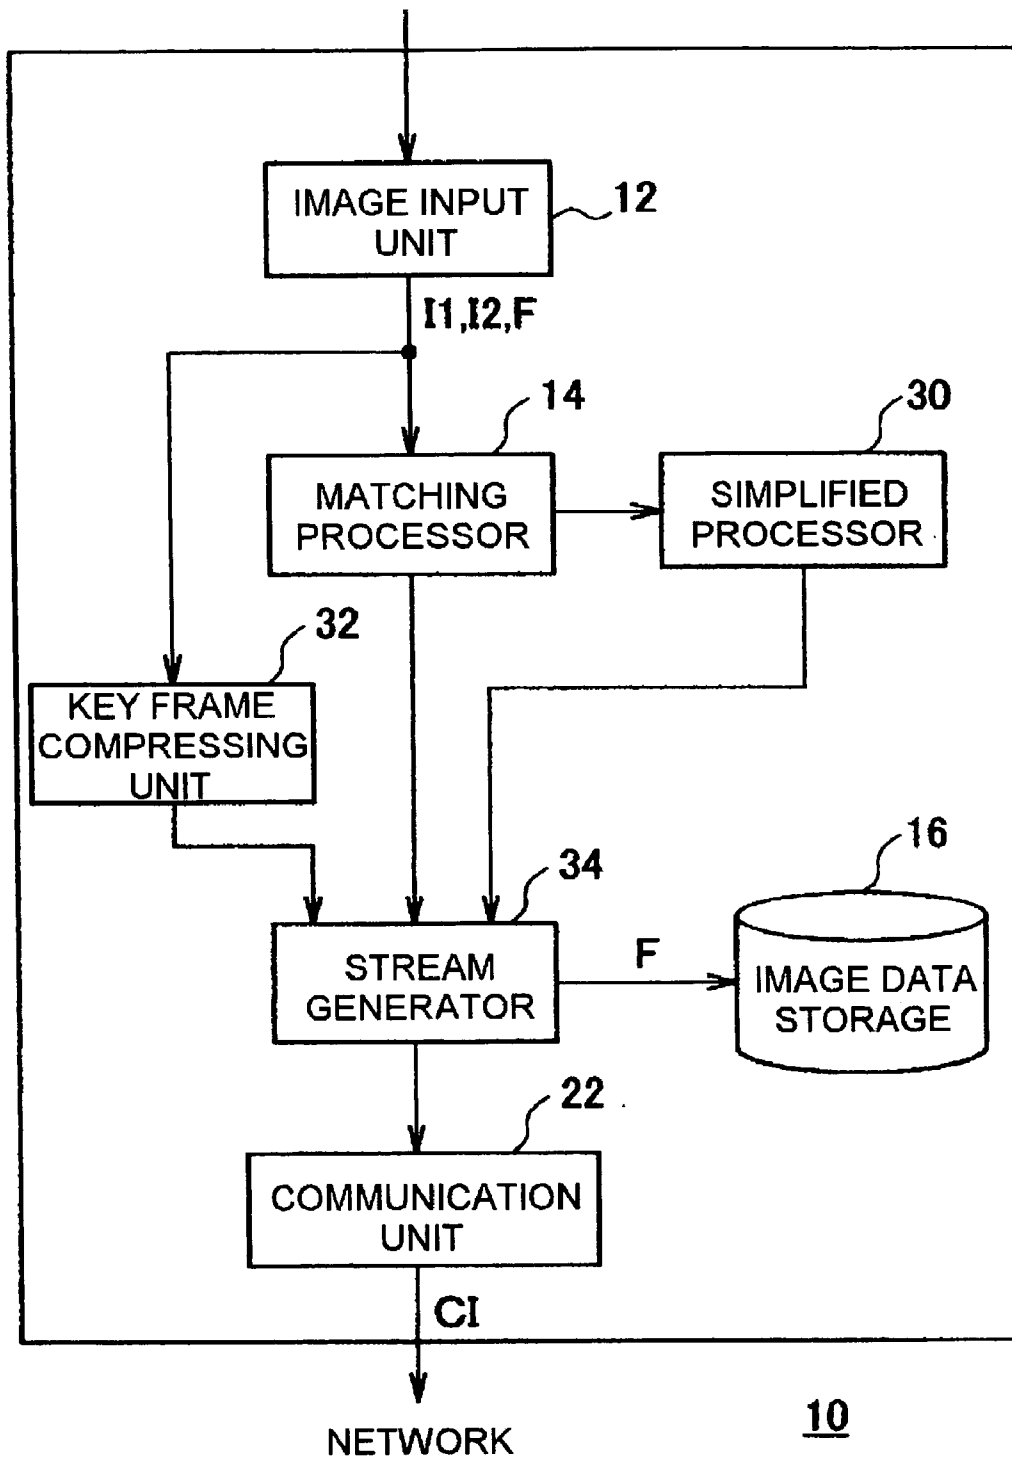 IMAGE INPUT
UNIT
12
I1,I2,F
14
30
MATCHING
PROCESSOR
SIMPLIFIED
PROCESSOR
32
KEY FRAME
COMPRESSING
UNIT
34
16
STREAM
GENERATOR
F
IMAGE DATA
STORAGE
22
COMMUNICATION
UNIT
CI
NETWORK
10